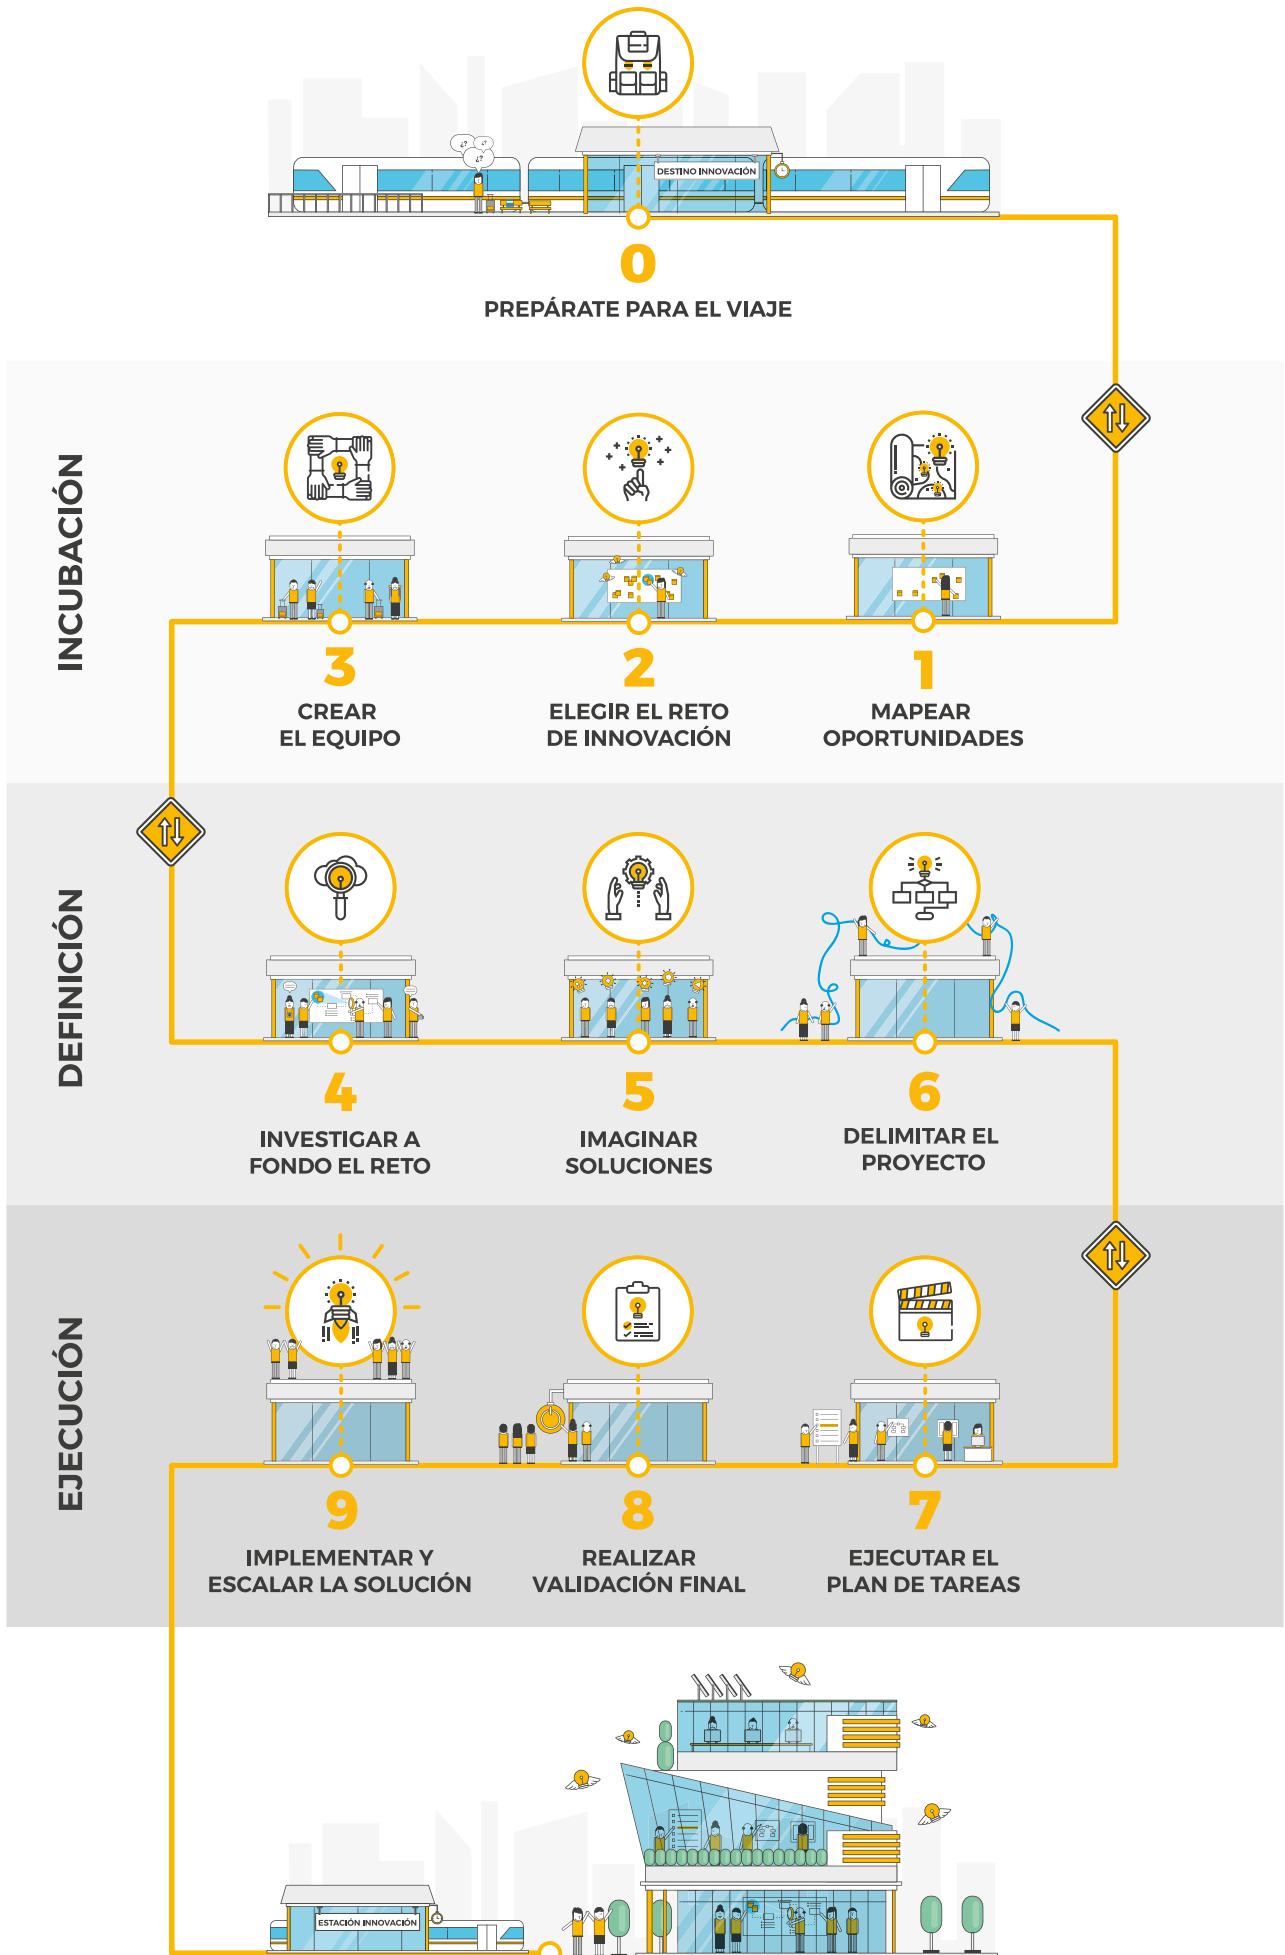 ¿?
¿?
¿?
DESTINO INNOVACIÓN
0
PREPÁRATE PARA EL VIAJE
INCUBACIÓN
3
CREAR
EL EQUIPO
2
ELEGIR EL RETO
DE INNOVACIÓN
1
MAPEAR
OPORTUNIDADES
DEFINICIÓN
4
INVESTIGAR A
FONDO EL RETO
5
IMAGINAR
SOLUCIONES
6
DELIMITAR EL
PROYECTO
EJECUCIÓN
9
IMPLEMENTAR Y
ESCALAR LA SOLUCIÓN
8
REALIZAR
VALIDACIÓN FINAL
7
EJECUTAR EL
PLAN DE TAREAS
ESTACIÓN INNOVACIÓN